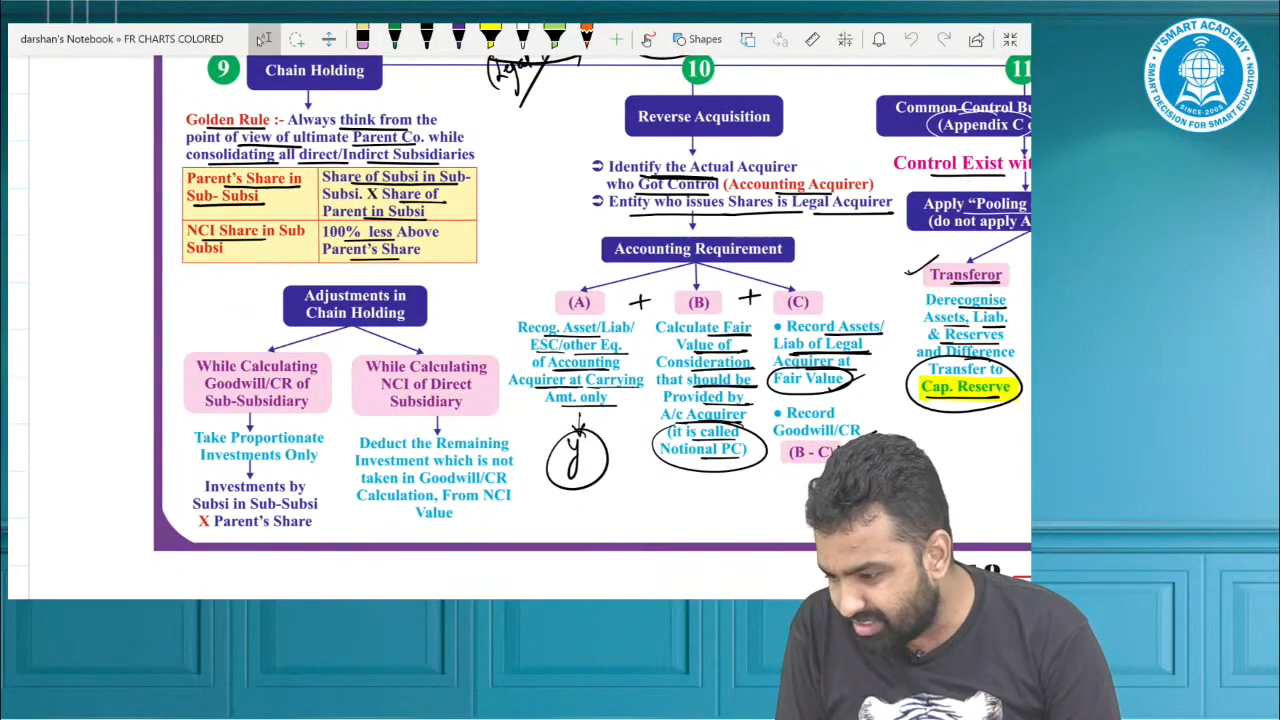 darshan's Notebook » FR CHARTS COLORED
Shapes
V'SMART ACADEMY
SMART DECISION FOR SMART EDUCATION
SINCE-2005
9
Chain Holding
Golden Rule :- Always think from the
point of view of ultimate Parent Co. while
consolidating all direct/Indirct Subsidiaries
Parent's Share in
Sub- Subsi
Share of Subsi in Sub-
Subsi. X Share of
Parent in Subsi
NCI Share in Sub
Subsi
100% less Above
Parent's Share
Adjustments in
Chain Holding
While Calculating
Goodwill/CR of
Sub-Subsidiary
Take Proportionate
Investments Only
Investments by
Subsi in Sub-Subsi
X Parent's Share
While Calculating
NCI of Direct
Subsidiary
Deduct the Remaining
Investment which is not
taken in Goodwill/CR
Calculation, From NCI
Value
(Legal
10
Reverse Acquisition
➲ Identify the Actual Acquirer
who Got Control (Accounting Acquirer)
➲ Entity who issues Shares is Legal Acquirer
Accounting Requirement
(A) + (B) + (C)
Recog. Asset/Liab/
ESC/other Eq.
of Accounting
Acquirer at Carrying
Amt. only
y
Calculate Fair
Value of
Consideration
that should be
Provided by
A/c Acquirer
(it is called
Notional PC)
• Record Assets/
Liab of Legal
Acquirer at
Fair Value
• Record
Goodwill/CR
(B - C)
11
Common Control Bu
(Appendix C o
Control Exist wi
Apply “Pooling
(do not apply A
Transferor
Derecognise
Assets, Liab.
& Reserves
and Difference
Transfer to
Cap. Reserve